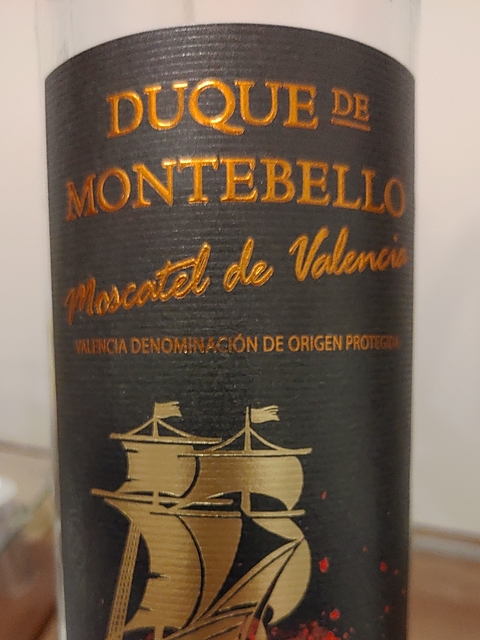 DUQUE DE
MONTEBELLO
Moscatel de Valencia
VALENCIA DENOMINACIÓN DE ORIGEN PROTEGIDA